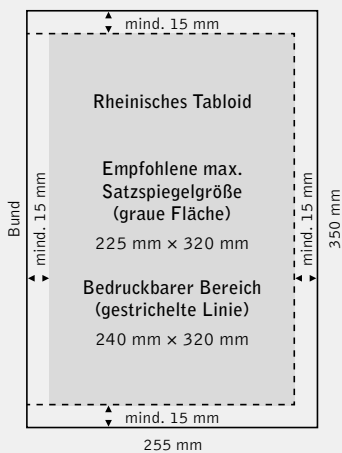 mind. 15 mm
Rheinisches Tabloid
Empfohlene max.
Satzspiegelgröße
(graue Fläche)
225 mm × 320 mm
Bedruckbarer Bereich
(gestrichelte Linie)
240 mm × 320 mm
Bund
mind. 15 mm
mind. 15 mm
350 mm
mind. 15 mm
255 mm